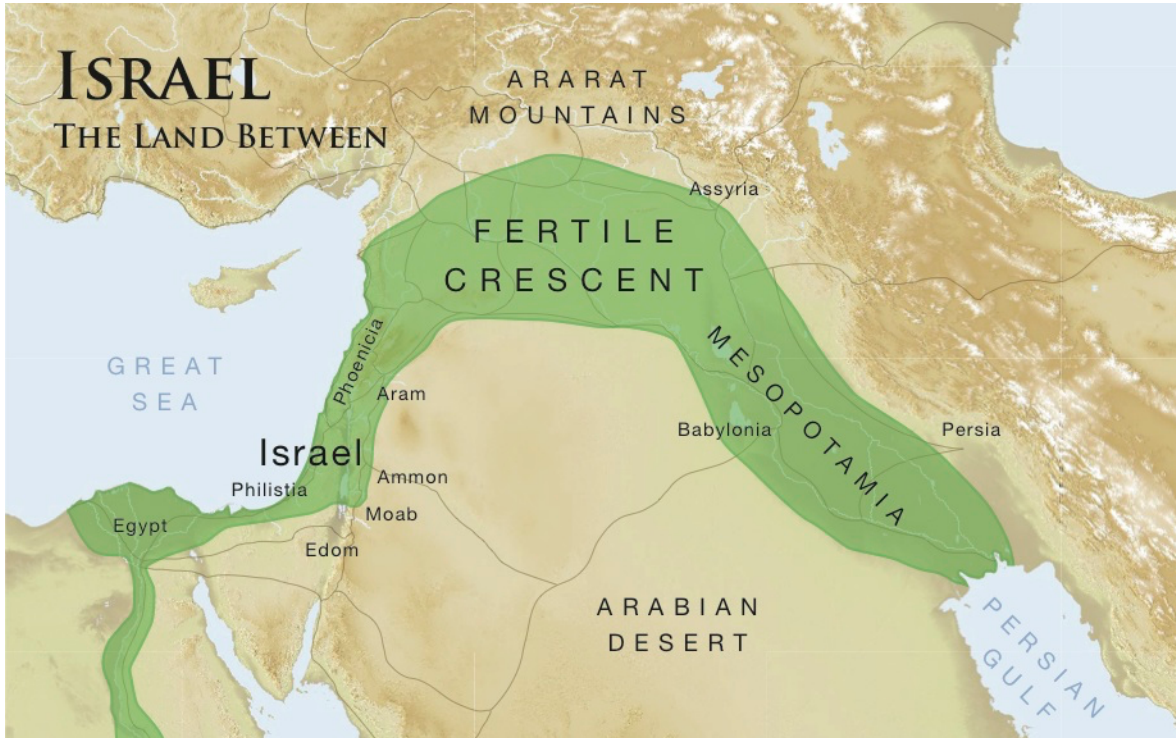 ISRAEL
THE LAND BETWEEN
ARARAT
MOUNTAINS
Assyria
FERTILE
CRESCENT
MESOPOTAMIA
Phoenicia
GREAT
SEA
Aram
Babylonia
Persia
Israel
Philistia
Ammon
Moab
Egypt
Edom
ARABIAN
DESERT
PERSIAN
GULF